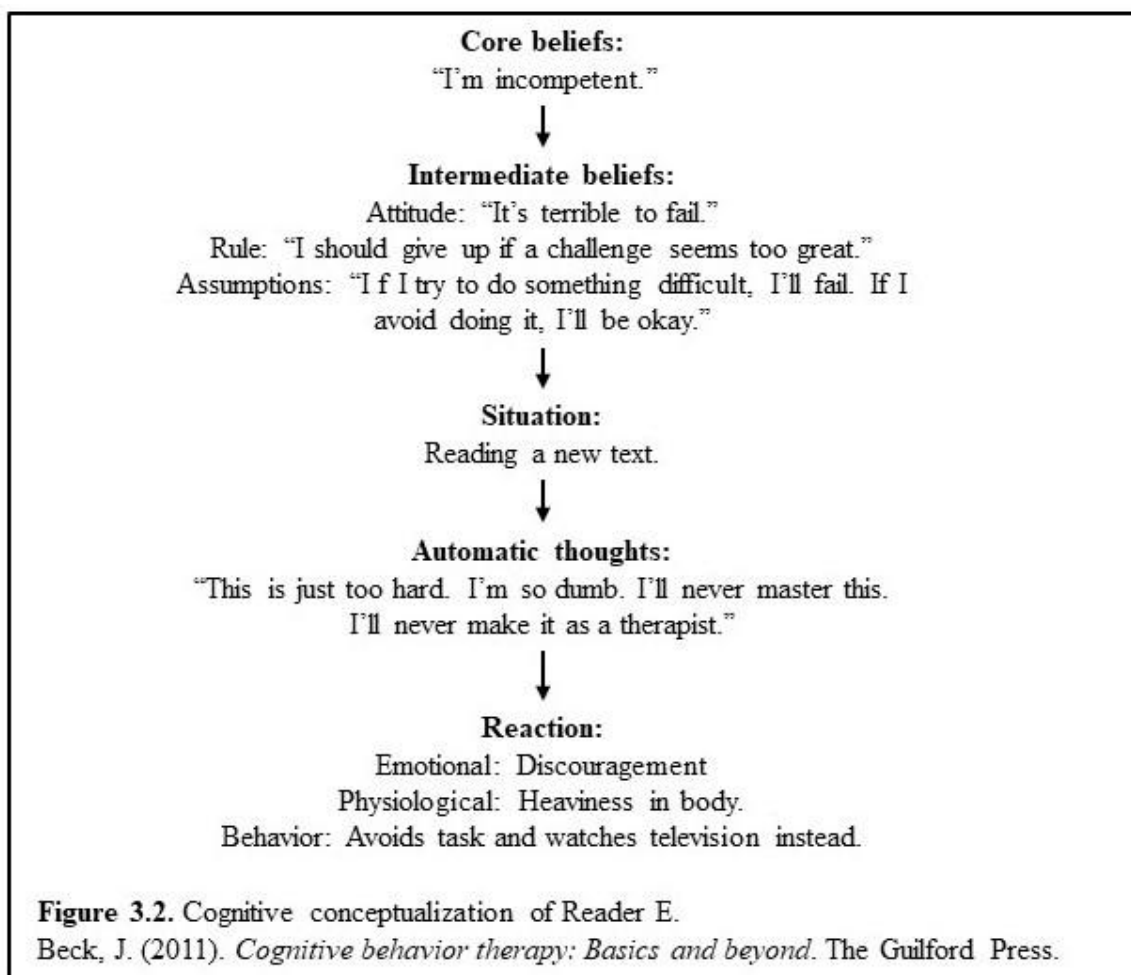 Core beliefs:
“I’m incompetent.”
Intermediate beliefs:
Attitude: “It’s terrible to fail.”
Rule: “I should give up if a challenge seems too great.”
Assumptions: “I f I try to do something difficult, I’ll fail. If I
avoid doing it, I’ll be okay.”
Situation:
Reading a new text.
Automatic thoughts:
“This is just too hard. I’m so dumb. I’ll never master this.
I’ll never make it as a therapist.”
Reaction:
Emotional: Discouragement
Physiological: Heaviness in body.
Behavior: Avoids task and watches television instead.
Figure 3.2. Cognitive conceptualization of Reader E.
Beck, J. (2011). Cognitive behavior therapy: Basics and beyond. The Guilford Press.